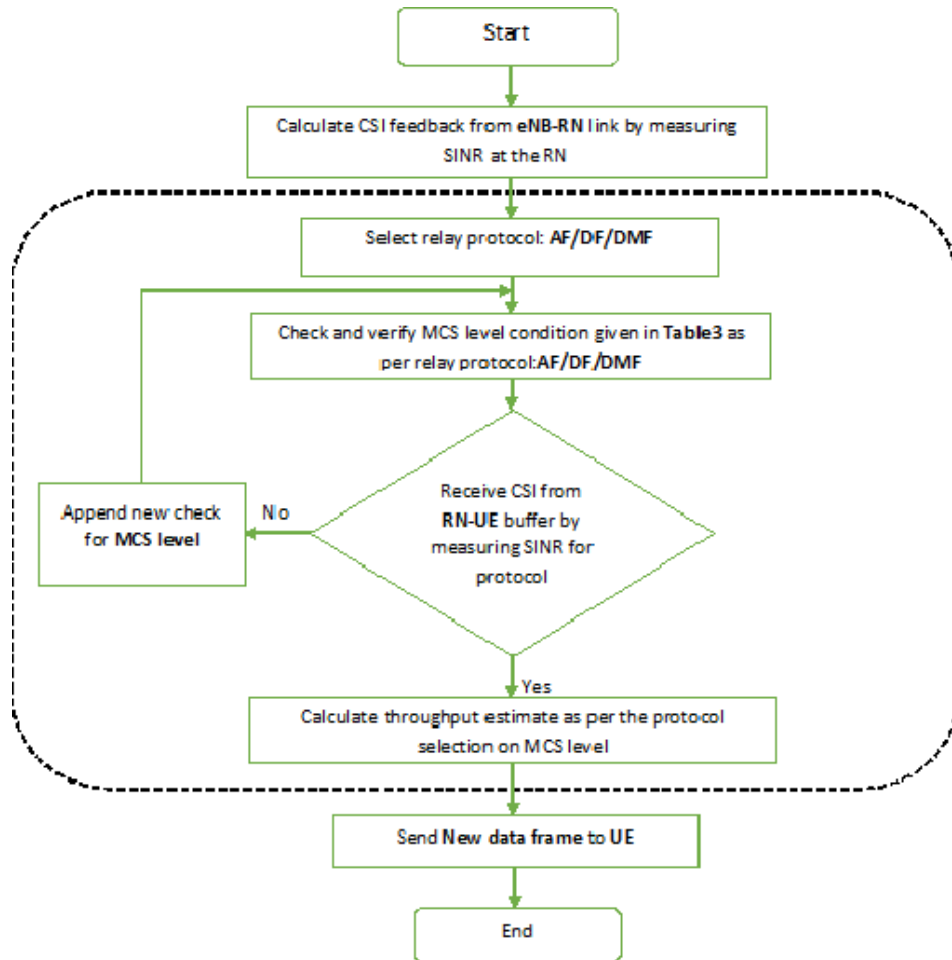 Start
Calculate CSI feedback from eNB-RN link by measuring
SINR at the RN
Select relay protocol: AF/DF/DMF
Check and verify MCS level condition given in Table3 as
per relay protocol:AF/DF/DMF
Receive CSI from
RN-UE buffer by
measuring SINR for
protocol
No
Append new check
for MCS level
Yes
Calculate throughput estimate as per the protocol
selection on MCS level
Send New data frame to UE
End